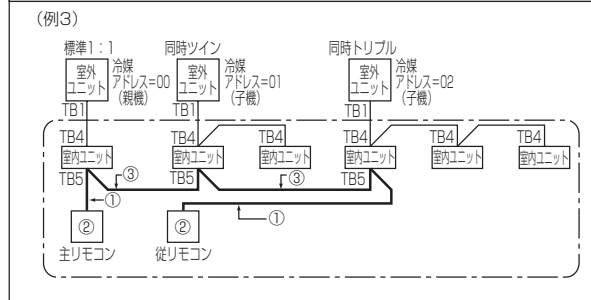 (例3)
標準1：1
同時ツイン
同時トリプル
室外
ユニット
冷媒
アドレス=00
(親機)
室外
ユニット
冷媒
アドレス=01
(子機)
室外
ユニット
冷媒
アドレス=02
(子機)
TB1
TB1
TB1
TB4
TB4
TB4
TB4
TB4
TB4
室内ユニット
室内ユニット
室内ユニット
室内ユニット
室内ユニット
室内ユニット
TB5
③
TB5
③
TB5
①
①
②
②
主リモコン
従リモコン